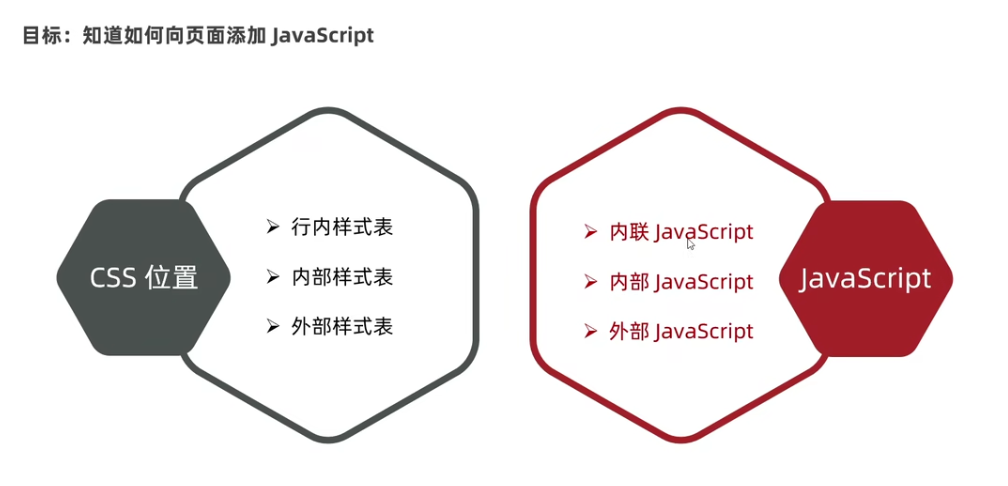 目标：知道如何向页面添加 JavaScript
CSS 位置
行内样式表
内部样式表
外部样式表
内联 JavaScript
内部 JavaScript
外部 JavaScript
JavaScript